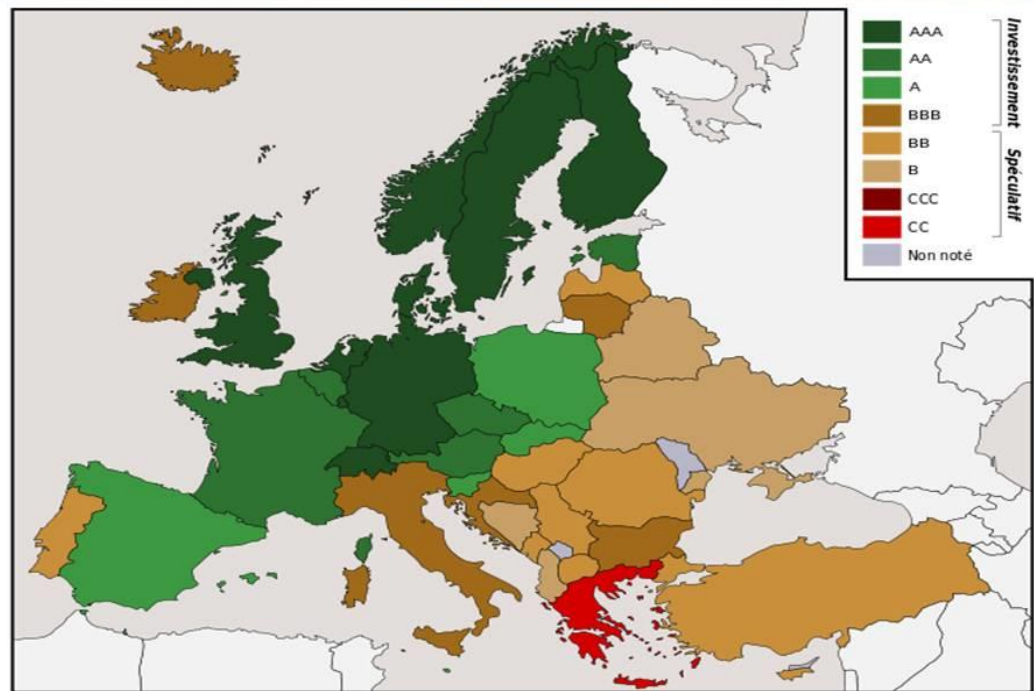 AAA
AA
A
BBB
BB
B
CCC
CC
Non noté
Investissement
Spéculatif